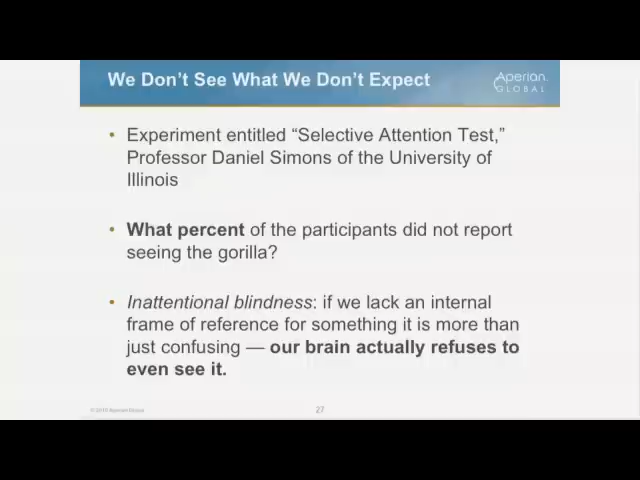 We Don't See What We Don't Expect
Aperian
GLOBAL
• Experiment entitled “Selective Attention Test,”
Professor Daniel Simons of the University of
Illinois
• What percent of the participants did not report
seeing the gorilla?
• Inattentional blindness: if we lack an internal
frame of reference for something it is more than
just confusing — our brain actually refuses to
even see it.
Aperian Global
27